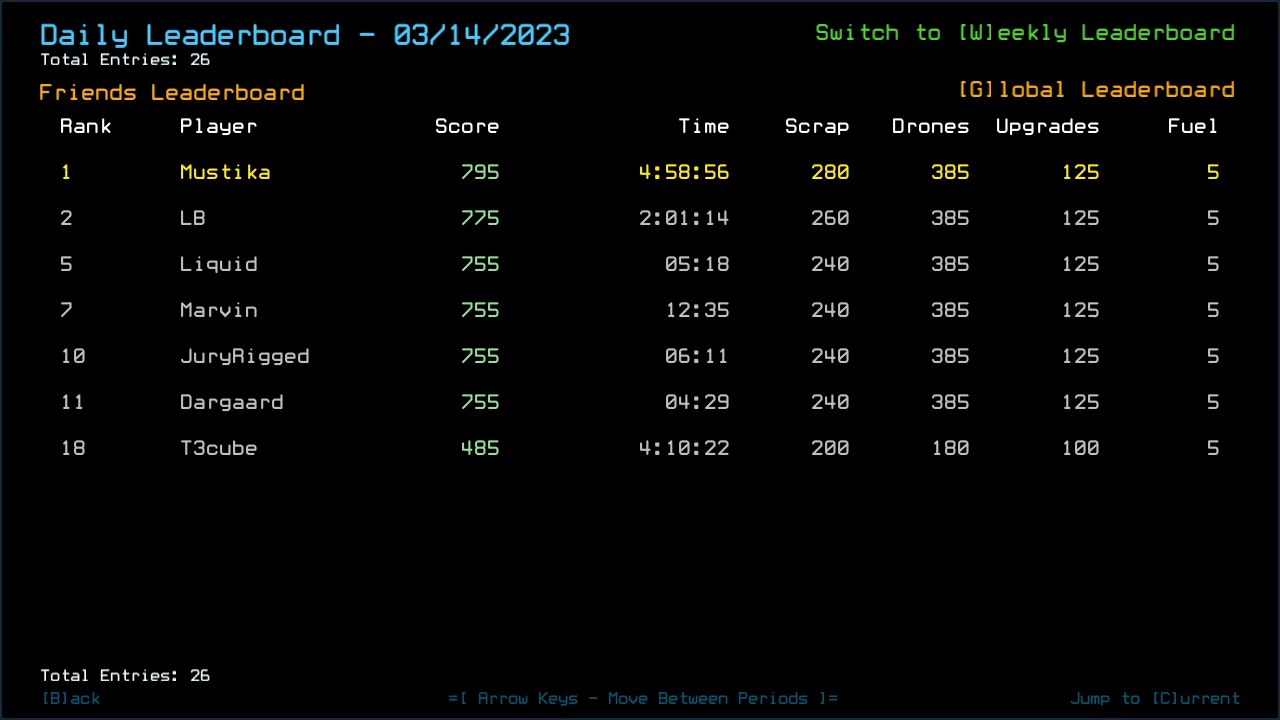 Daily Leaderboard - 03/14/2023 Switch to [W]eekly Leaderboard
Total Entries: 26
Friends Leaderboard [G]lobal Leaderboard
Rank Player Score Time Scrap Drones Upgrades Fuel
1 Mustika 795 4:58:56 280 385 125 5
2 LB 775 2:01:14 260 385 125 5
5 Liquid 755 05:18 240 385 125 5
7 Marvin 755 12:35 240 385 125 5
10 JuryRigged 755 06:11 240 385 125 5
11 Dargaard 755 04:29 240 385 125 5
18 T3cube 485 4:10:22 200 180 100 5
Total Entries: 26
[B]ack =[ Arrow Keys - Move Between Periods ]= Jump to [C]urrent